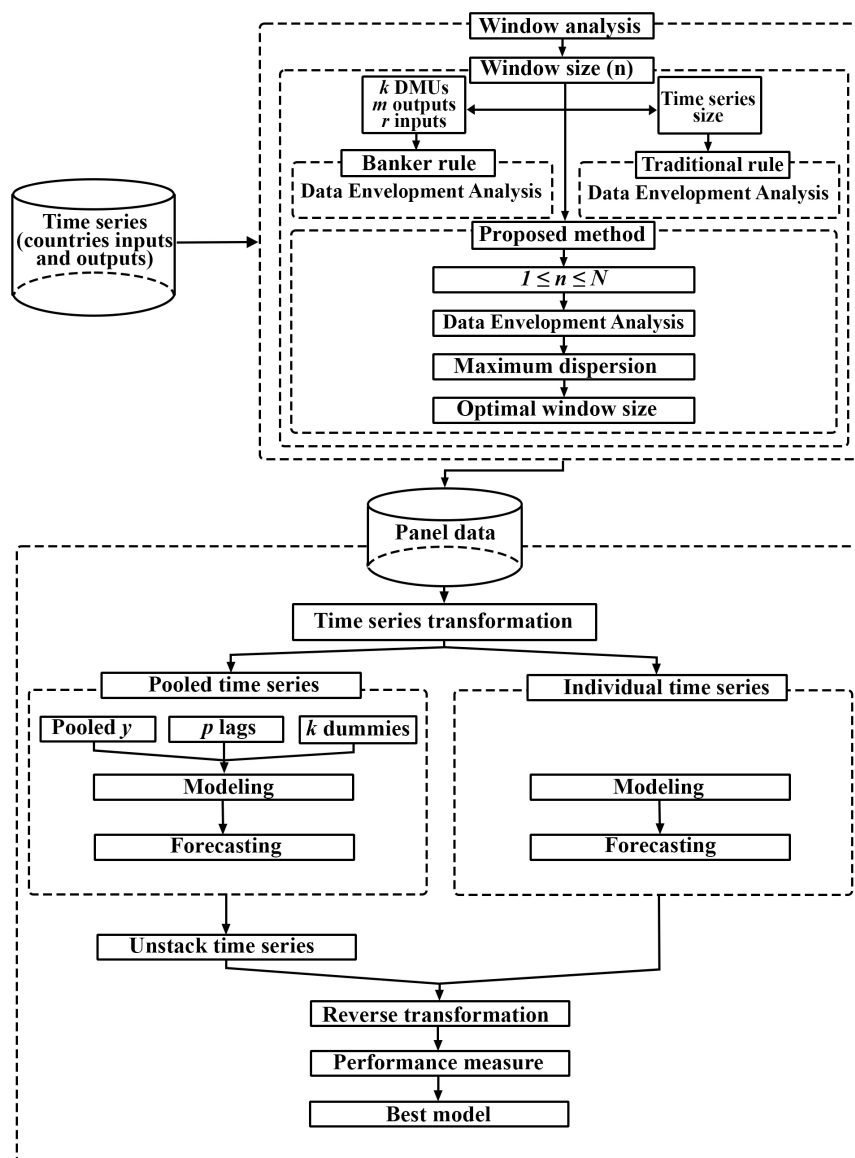 Window analysis
Window size (n)
k DMUs
m outputs
r inputs
Time series
size
Banker rule
Data Envelopment Analysis
Traditional rule
Data Envelopment Analysis
Time series
(countries inputs
and outputs)
Proposed method
1 ≤ n ≤ N
Data Envelopment Analysis
Maximum dispersion
Optimal window size
Panel data
Time series transformation
Pooled time series
Individual time series
Pooled y
p lags
k dummies
Modeling
Modeling
Forecasting
Forecasting
Unstack time series
Reverse transformation
Performance measure
Best model